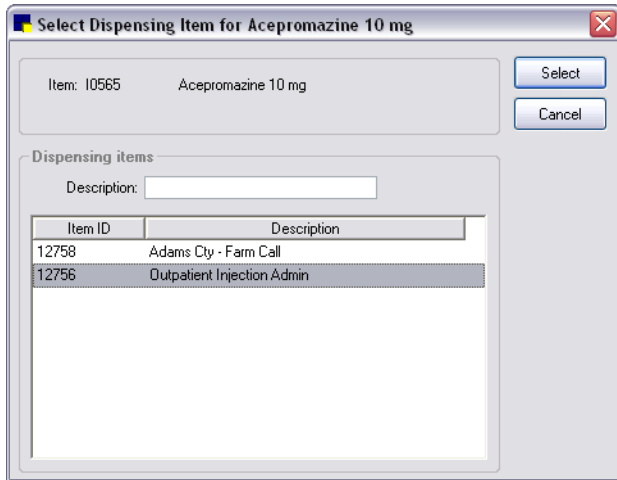 Select Dispensing Item for Acepromazine 10 mg
Item: I0565 Acepromazine 10 mg
Select
Cancel
Dispensing items
Description:
Item ID Description
12758 Adams Cty - Farm Call
12756 Outpatient Injection Admin